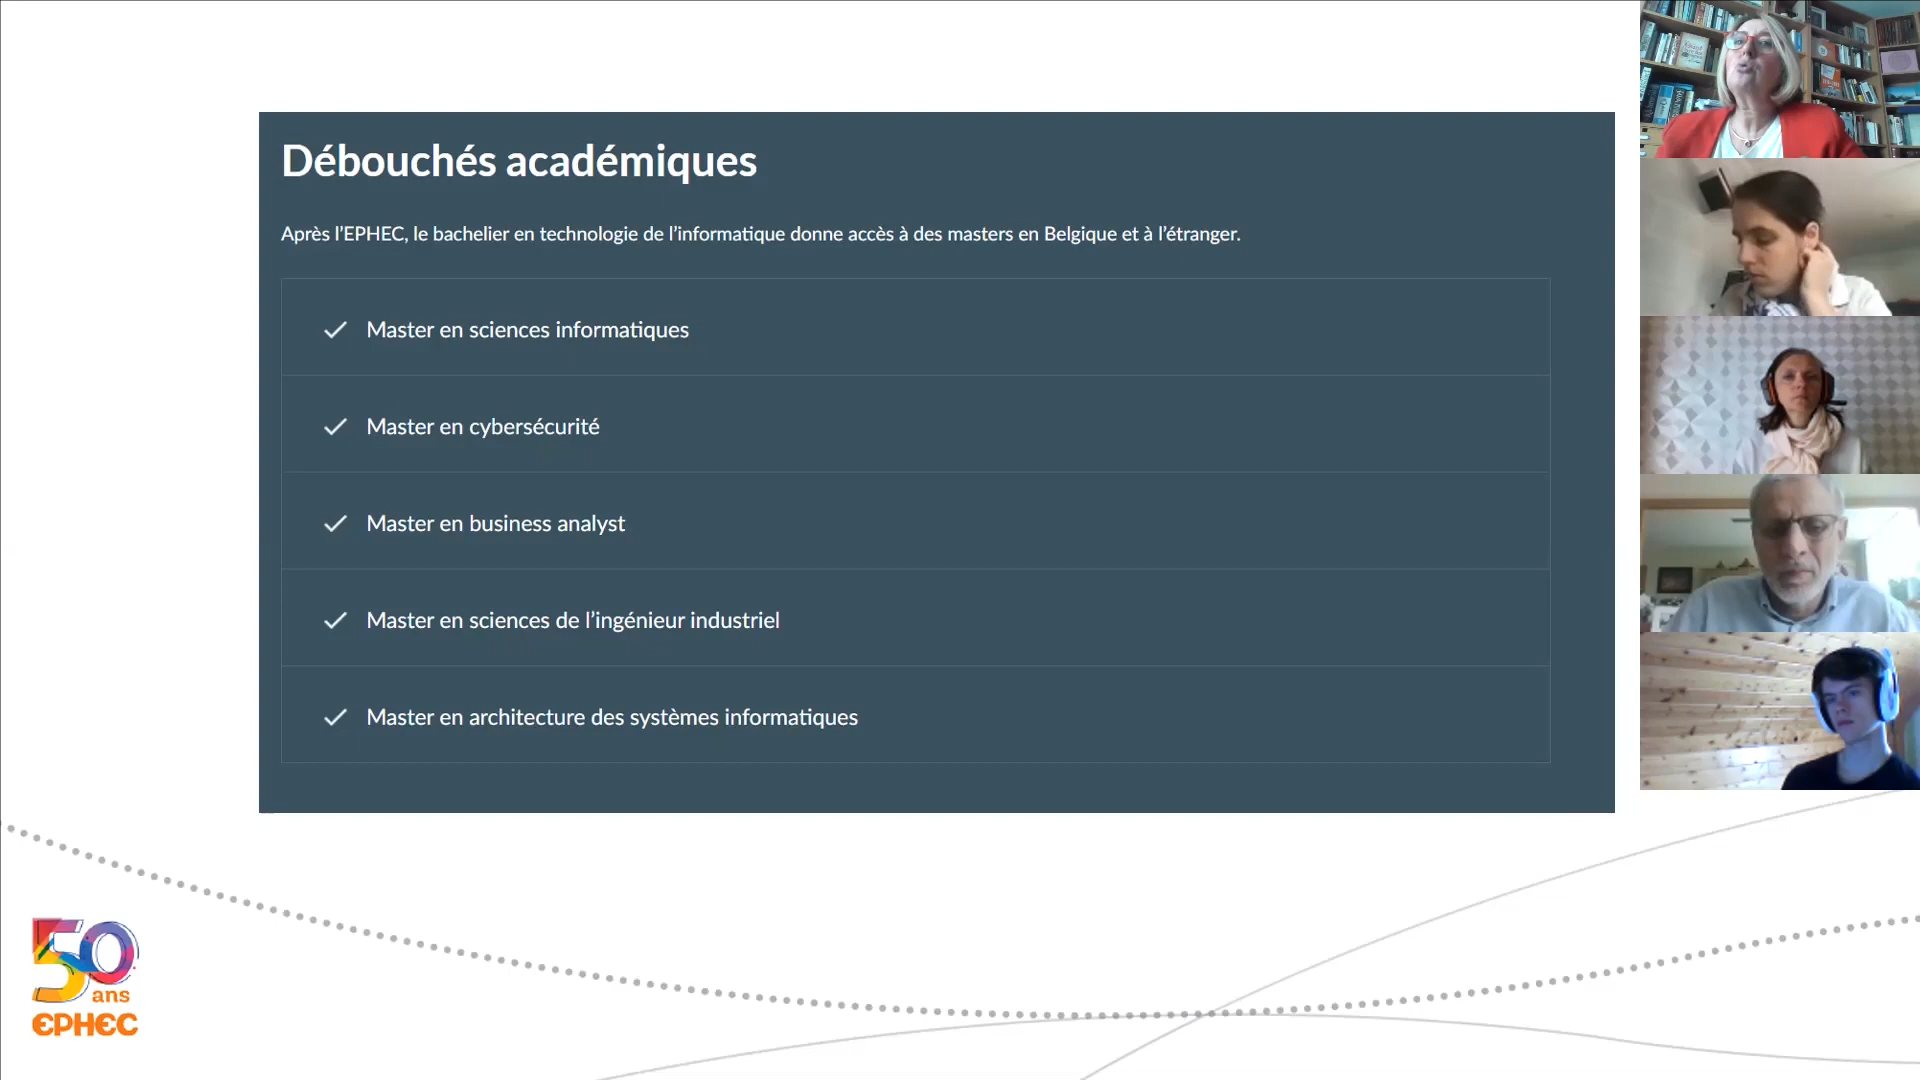 Débouchés académiques
Après l’EPHEC, le bachelier en technologie de l’informatique donne accès à des masters en Belgique et à l’étranger.
Master en sciences informatiques
Master en cybersécurité
Master en business analyst
Master en sciences de l’ingénieur industriel
Master en architecture des systèmes informatiques
50
ans
EPHEC